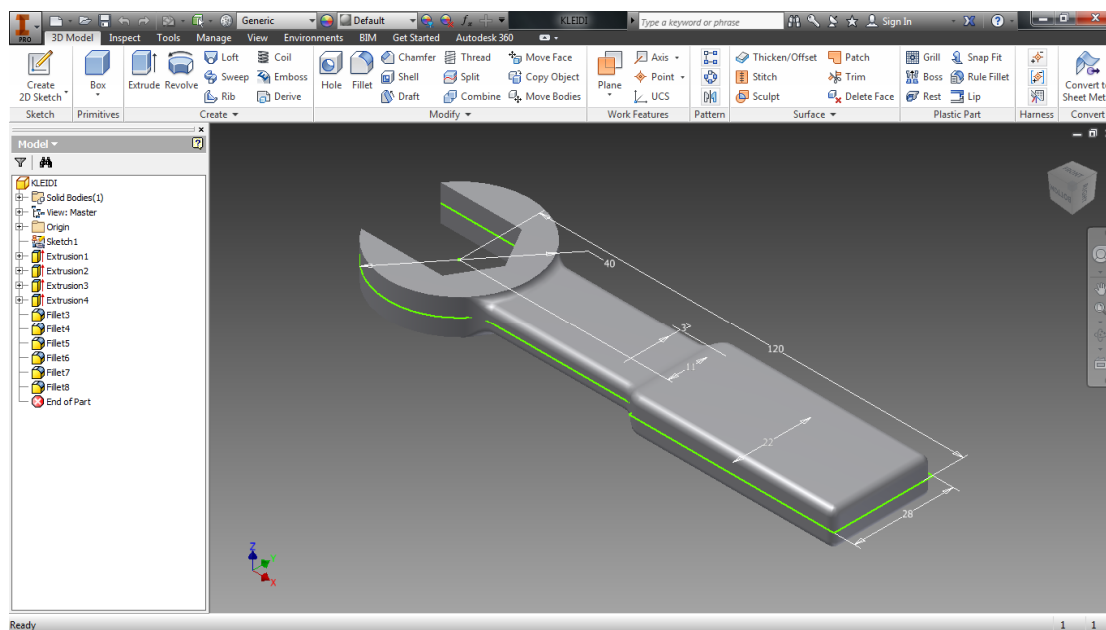 Generic Default KLEIDI Type a keyword or phrase Sign In
PRO 3D Model Inspect Tools Manage View Environments BIM Get Started Autodesk 360
Create 2D Sketch
Box
Extrude Revolve
Loft Coil
Sweep Emboss
Rib Derive
Hole Fillet
Chamfer Thread Move Face
Shell Split Copy Object
Draft Combine Move Bodies
Plane
Axis
Point
UCS
Thicken/Offset Patch
Stitch Trim
Sculpt Delete Face
Grill Snap Fit
Boss Rule Fillet
Rest Lip
Convert to
Sheet Met
Sketch Primitives Create Modify Work Features Pattern Surface Plastic Part Harness Convert
Model
KLEIDI
Solid Bodies(1)
View: Master
Origin
Sketch1
Extrusion1
Extrusion2
Extrusion3
Extrusion4
Fillet3
Fillet4
Fillet5
Fillet6
Fillet7
Fillet8
End of Part
40
3
120
11
22
28
Z
X
Ready 1 1